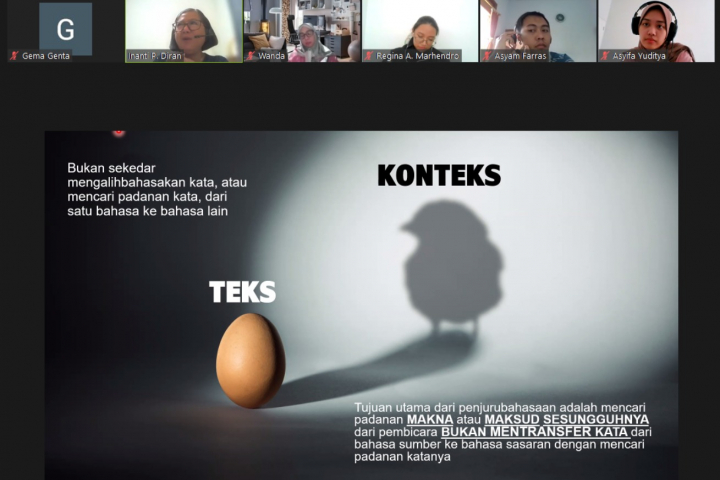 G
Gema Genta
Inanti P. Diran
Wanda
Regina A. Marhendro
Asyam Farras
Asyifa Yuditya
Bukan sekedar
mengalihbahasakan kata, atau
mencari padanan kata, dari
satu bahasa ke bahasa lain
KONTEKS
TEKS
Tujuan utama dari penjurubahasaan adalah mencari
padanan MAKNA atau MAKSUD SESUNGGUHNYA
dari pembicara BUKAN MENTRANSFER KATA dari
bahasa sumber ke bahasa sasaran dengan mencari
padanan katanya